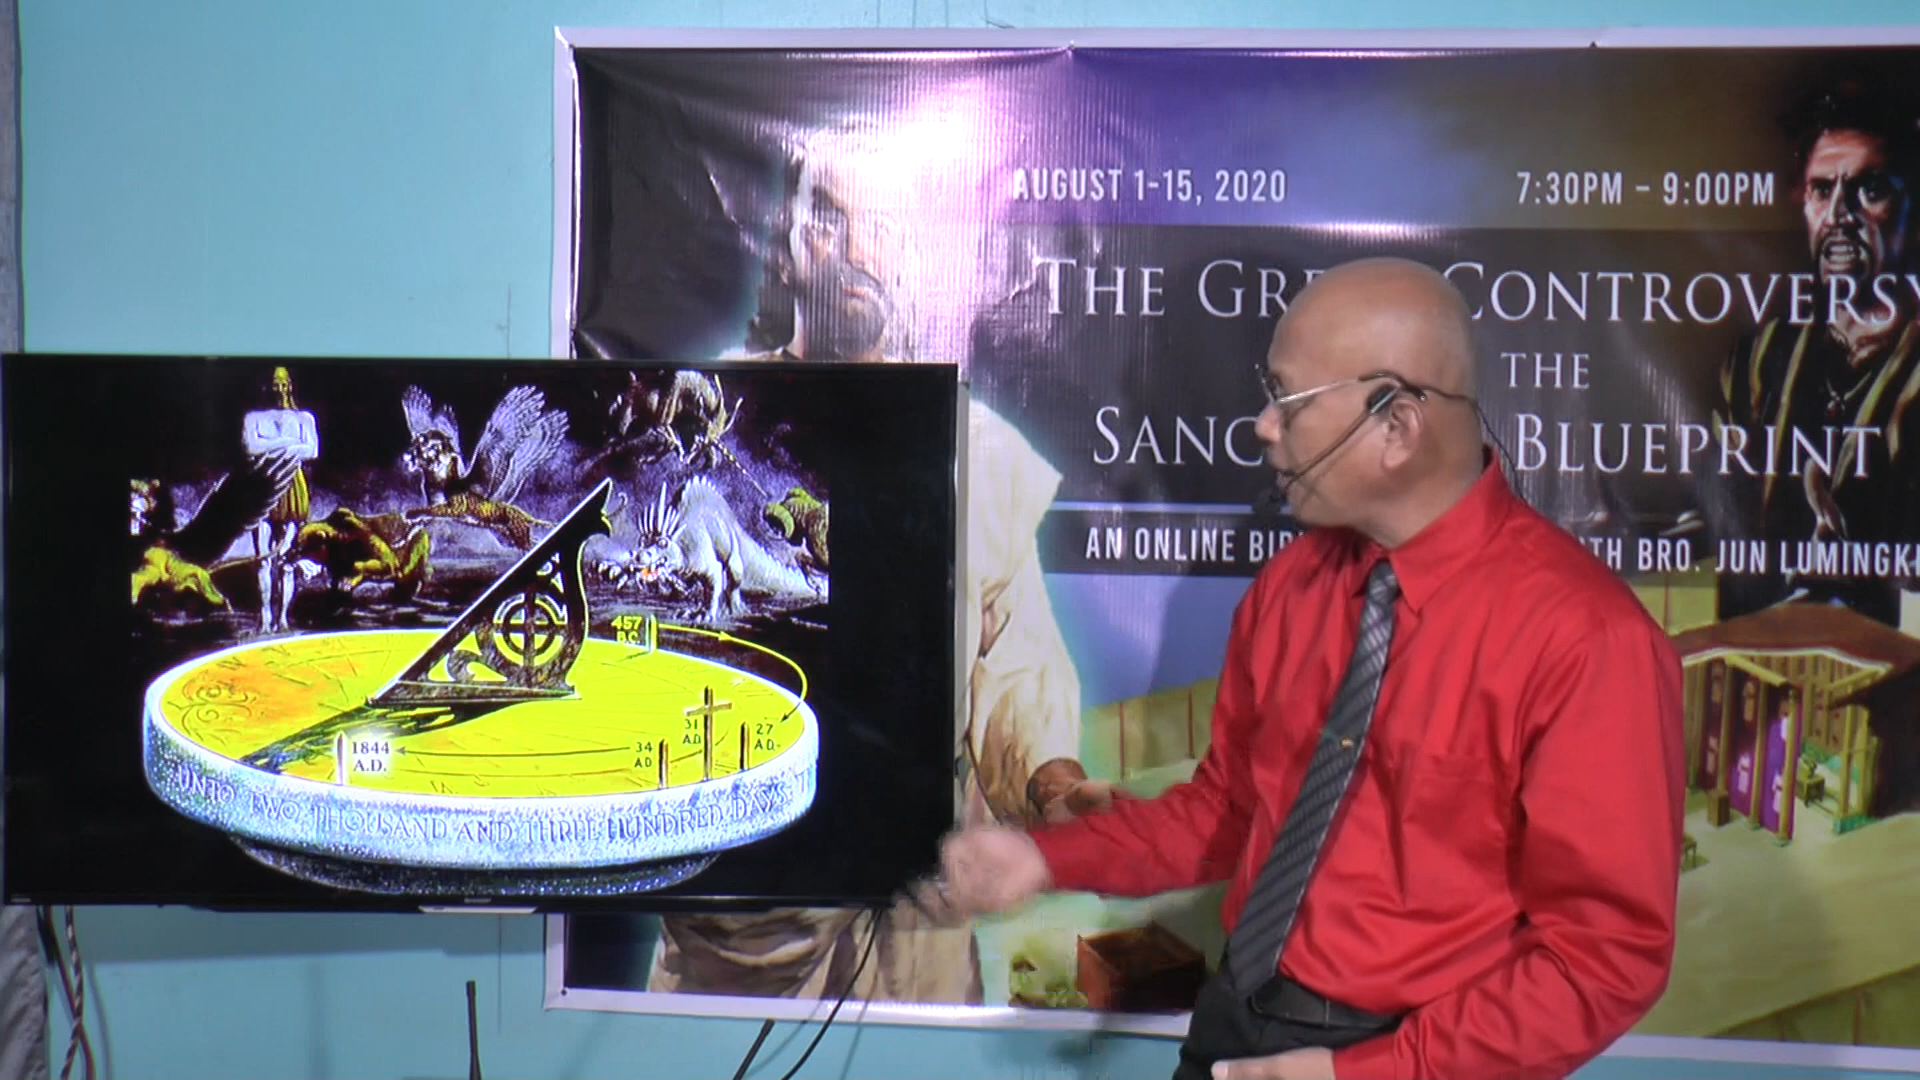 AUGUST 1-15, 2020
7:30PM - 9:00PM
THE GRE CONTROVERSY
THE
SANC BLUEPRINT
AN ONLINE BI TH BRO. JUN LUMINGK
457
B.C.
31
A.D.
27
A.D.
34
AD
1844
A.D.
UNTO TWO THOUSAND AND THREE HUNDRED DAYS T